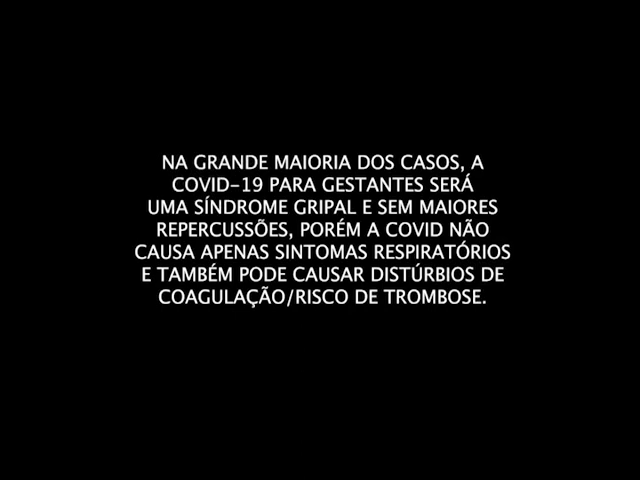 NA GRANDE MAIORIA DOS CASOS, A
COVID-19 PARA GESTANTES SERÁ
UMA SÍNDROME GRIPAL E SEM MAIORES
REPERCUSSÕES, PORÉM A COVID NÃO
CAUSA APENAS SINTOMAS RESPIRATÓRIOS
E TAMBÉM PODE CAUSAR DISTÚRBIOS DE
COAGULAÇÃO/RISCO DE TROMBOSE.